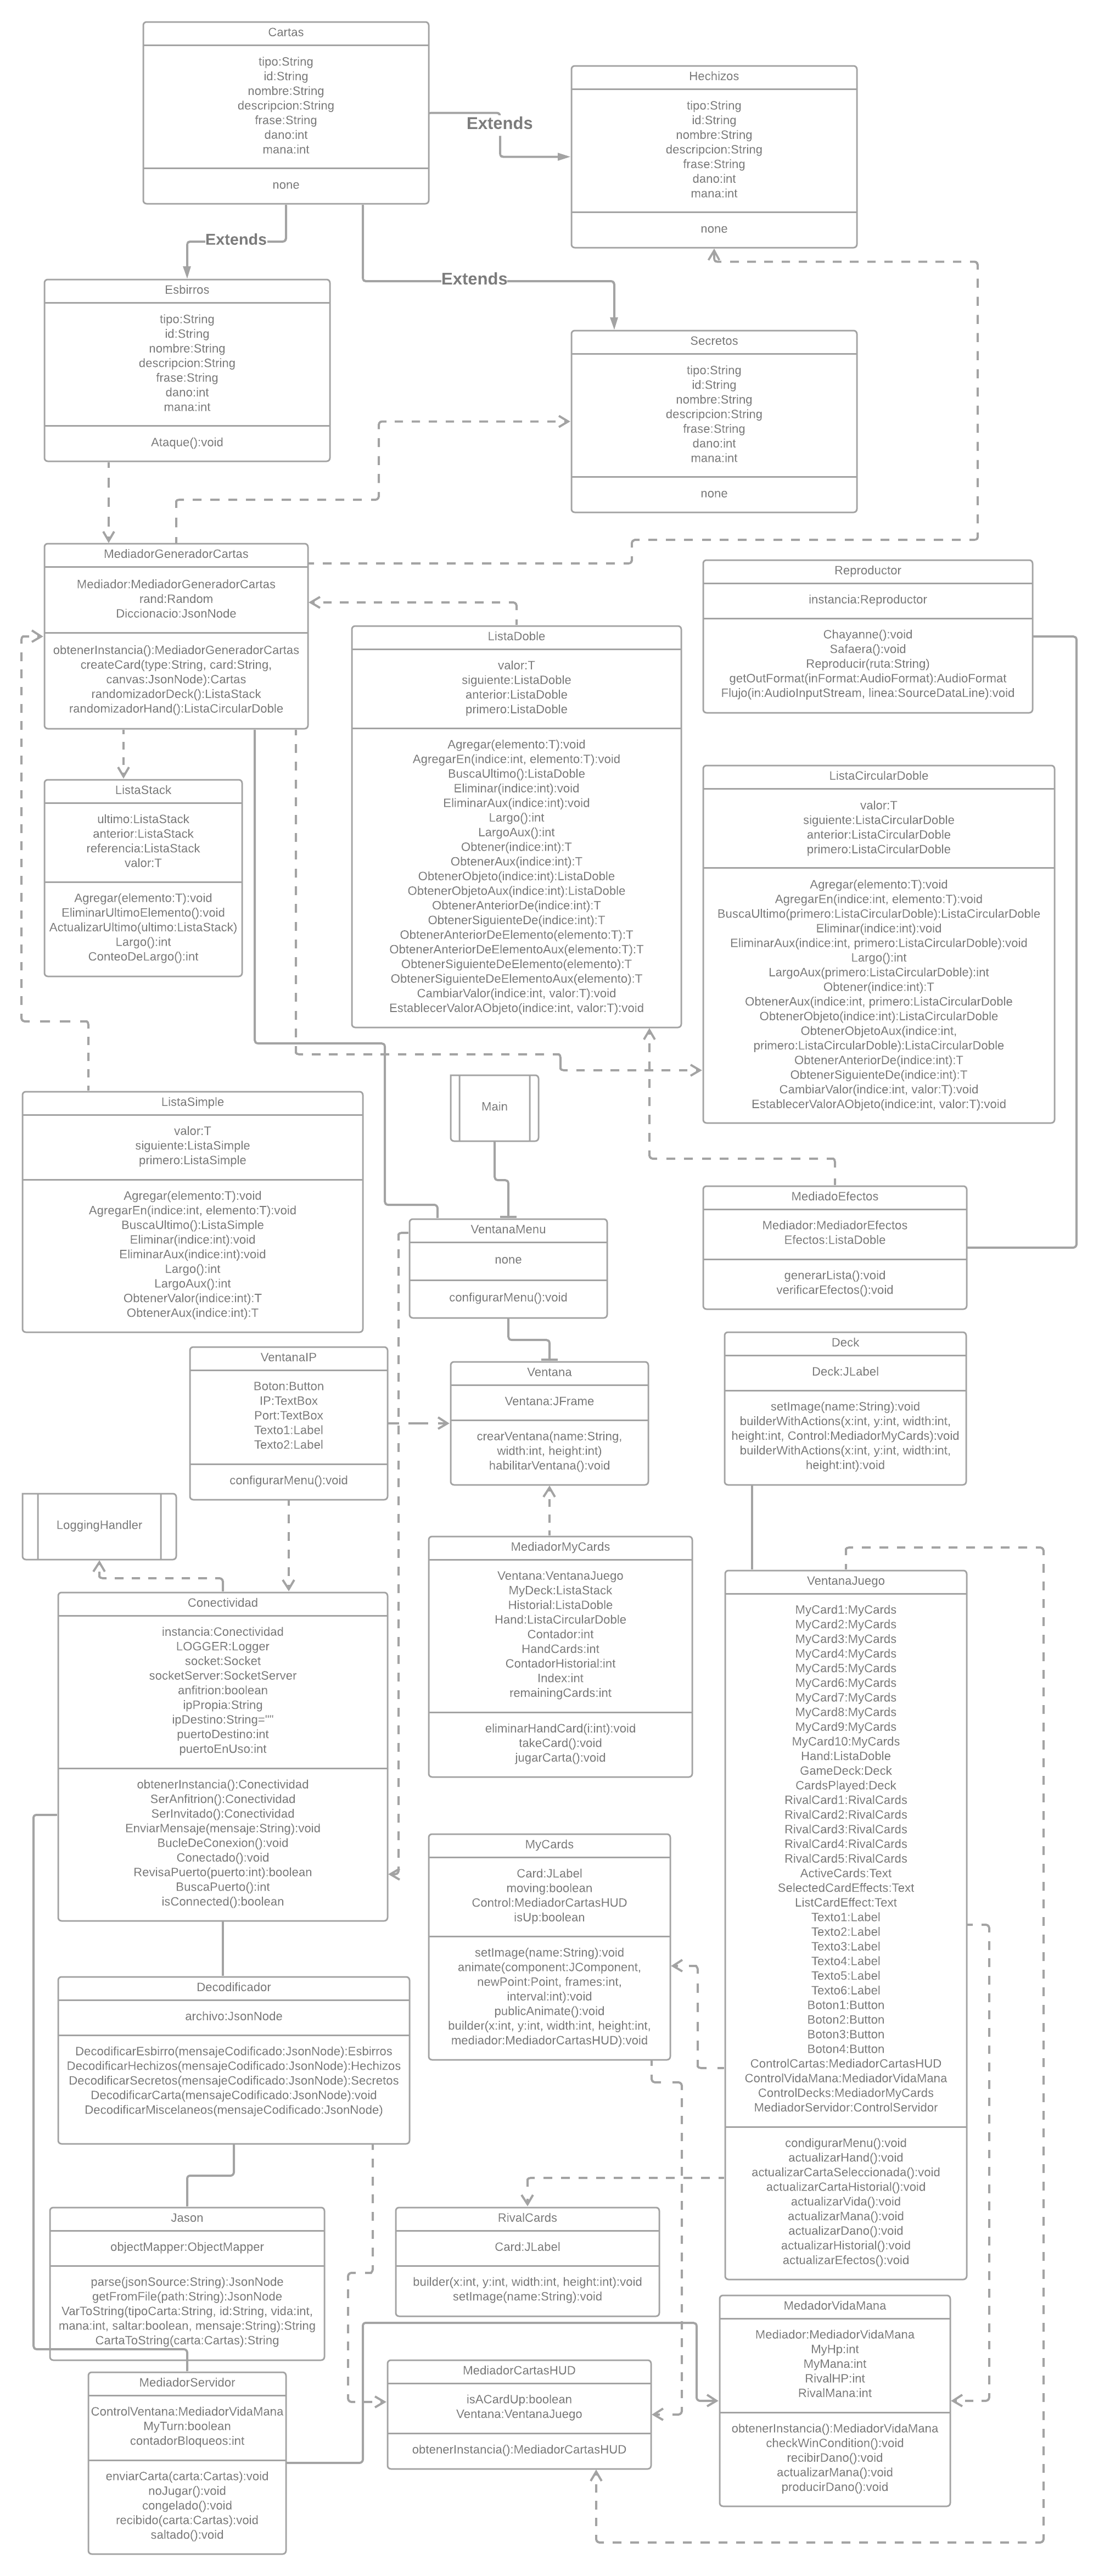 Cartas
tipo:String
id:String
nombre:String
descripcion:String
frase:String
dano:int
mana:int
none
Extends
Hechizos
tipo:String
id:String
nombre:String
descripcion:String
frase:String
dano:int
mana:int
none
Extends
Extends
Esbirros
tipo:String
id:String
nombre:String
descripcion:String
frase:String
dano:int
mana:int
Ataque():void
Secretos
tipo:String
id:String
nombre:String
descripcion:String
frase:String
dano:int
mana:int
none
MediadorGeneradorCartas
Mediador:MediadorGeneradorCartas
rand:Random
Diccionacio:JsonNode
obtenerInstancia():MediadorGeneradorCartas
createCard(type:String, card:String,
canvas:JsonNode):Cartas
randomizadorDeck():ListaStack
randomizadorHand():ListaCircularDoble
Reproductor
instancia:Reproductor
Chayanne():void
Safaera():void
Reproducir(ruta:String)
getOutFormat(inFormat:AudioFormat):AudioFormat
Flujo(in:AudioInputStream, linea:SourceDataLine):void
ListaDoble
valor:T
siguiente:ListaDoble
anterior:ListaDoble
primero:ListaDoble
Agregar(elemento:T):void
AgregarEn(indice:int, elemento:T):void
BuscaUltimo():ListaDoble
Eliminar(indice:int):void
EliminarAux(indice:int):void
Largo():int
LargoAux():int
Obtener(indice:int):T
ObtenerAux(indice:int):T
ObtenerObjeto(indice:int):ListaDoble
ObtenerObjetoAux(indice:int):ListaDoble
ObtenerAnteriorDe(indice:int):T
ObtenerSiguienteDe(indice:int):T
ObtenerAnteriorDeElemento(elemento:T):T
ObtenerAnteriorDeElementoAux(elemento:T):T
ObtenerSiguienteDeElemento(elemento):T
ObtenerSiguienteDeElementoAux(elemento):T
CambiarValor(indice:int, valor:T):void
EstablecerValorAObjeto(indice:int, valor:T):void
ListaStack
ultimo:ListaStack
anterior:ListaStack
referencia:ListaStack
valor:T
Agregar(elemento:T):void
EliminarUltimoElemento():void
ActualizarUltimo(ultimo:ListaStack)
Largo():int
ConteoDeLargo():int
ListaCircularDoble
valor:T
siguiente:ListaCircularDoble
anterior:ListaCircularDoble
primero:ListaCircularDoble
Agregar(elemento:T):void
AgregarEn(indice:int, elemento:T):void
BuscaUltimo(primero:ListaCircularDoble):ListaCircularDoble
Eliminar(indice:int):void
EliminarAux(indice:int, primero:ListaCircularDoble):void
Largo():int
LargoAux(primero:ListaCircularDoble):int
Obtener(indice:int):T
ObtenerAux(indice:int, primero:ListaCircularDoble
ObtenerObjeto(indice:int):ListaCircularDoble
ObtenerObjetoAux(indice:int,
primero:ListaCircularDoble):ListaCircularDoble
ObtenerAnteriorDe(indice:int):T
ObtenerSiguienteDe(indice:int):T
CambiarValor(indice:int, valor:T):void
EstablecerValorAObjeto(indice:int, valor:T):void
ListaSimple
valor:T
siguiente:ListaSimple
primero:ListaSimple
Agregar(elemento:T):void
AgregarEn(indice:int, elemento:T):void
BuscaUltimo():ListaSimple
Eliminar(indice:int):void
EliminarAux(indice:int):void
Largo():int
LargoAux():int
ObtenerValor(indice:int):T
ObtenerAux(indice:int):T
Main
VentanaMenu
none
configurarMenu():void
MediadoEfectos
Mediador:MediadorEfectos
Efectos:ListaDoble
generarLista():void
verificarEfectos():void
VentanaIP
Boton:Button
IP:TextBox
Port:TextBox
Texto1:Label
Texto2:Label
configurarMenu():void
Ventana
Ventana:JFrame
crearVentana(name:String,
width:int, height:int)
habilitarVentana():void
Deck
Deck:JLabel
setImage(name:String):void
builderWithActions(x:int, y:int, width:int,
height:int, Control:MediadorMyCards):void
builderWithActions(x:int, y:int, width:int,
height:int):void
LoggingHandler
Conectividad
instancia:Conectividad
LOGGER:Logger
socket:Socket
socketServer:SocketServer
anfitrion:boolean
ipPropia:String
ipDestino:String=""
puertoDestino:int
puertoEnUso:int
obtenerInstancia():Conectividad
SerAnfitrion():Conectividad
SerInvitado():Conectividad
EnviarMensaje(mensaje:String):void
BucleDeConexion():void
Conectado():void
RevisaPuerto(puerto:int):boolean
BuscaPuerto():int
isConnected():boolean
MediadorMyCards
Ventana:VentanaJuego
MyDeck:ListaStack
Historial:ListaDoble
Hand:ListaCircularDoble
Contador:int
HandCards:int
ContadorHistorial:int
Index:int
remainingCards:int
eliminarHandCard(i:int):void
takeCard():void
jugarCarta():void
VentanaJuego
MyCard1:MyCards
MyCard2:MyCards
MyCard3:MyCards
MyCard4:MyCards
MyCard5:MyCards
MyCard6:MyCards
MyCard7:MyCards
MyCard8:MyCards
MyCard9:MyCards
MyCard10:MyCards
Hand:ListaDoble
GameDeck:Deck
CardsPlayed:Deck
RivalCard1:RivalCards
RivalCard2:RivalCards
RivalCard3:RivalCards
RivalCard4:RivalCards
RivalCard5:RivalCards
ActiveCards:Text
SelectedCardEffects:Text
ListCardEffect:Text
Texto1:Label
Texto2:Label
Texto3:Label
Texto4:Label
Texto5:Label
Texto6:Label
Boton1:Button
Boton2:Button
Boton3:Button
Boton4:Button
ControlCartas:MediadorCartasHUD
ControlVidaMana:MediadorVidaMana
ControlDecks:MediadorMyCards
MediadorServidor:ControlServidor
condigurarMenu():void
actualizarHand():void
actualizarCartaSeleccionada():void
actualizarCartaHistorial():void
actualizarVida():void
actualizarMana():void
actualizarDano():void
actualizarHistorial():void
actualizarEfectos():void
MyCards
Card:JLabel
moving:boolean
Control:MediadorCartasHUD
isUp:boolean
setImage(name:String):void
animate(component:JComponent,
newPoint:Point, frames:int,
interval:int):void
publicAnimate():void
builder(x:int, y:int, width:int, height:int,
mediador:MediadorCartasHUD):void
Decodificador
archivo:JsonNode
DecodificarEsbirro(mensajeCodificado:JsonNode):Esbirros
DecodificarHechizos(mensajeCodificado:JsonNode):Hechizos
DecodificarSecretos(mensajeCodificado:JsonNode):Secretos
DecodificarCarta(mensajeCodificado:JsonNode):void
DecodificarMiscelaneos(mensajeCodificado:JsonNode)
Jason
objectMapper:ObjectMapper
parse(jsonSource:String):JsonNode
getFromFile(path:String):JsonNode
VarToString(tipoCarta:String, id:String, vida:int,
mana:int, saltar:boolean, mensaje:String):String
CartaToString(carta:Cartas):String
RivalCards
Card:JLabel
builder(x:int, y:int, width:int, height:int):void
setImage(name:String):void
MedadorVidaMana
Mediador:MediadorVidaMana
MyHp:int
MyMana:int
RivalHP:int
RivalMana:int
obtenerInstancia():MediadorVidaMana
checkWinCondition():void
recibirDano():void
actualizarMana():void
producirDano():void
MediadorCartasHUD
isACardUp:boolean
Ventana:VentanaJuego
obtenerInstancia():MediadorCartasHUD
MediadorServidor
ControlVentana:MediadorVidaMana
MyTurn:boolean
contadorBloqueos:int
enviarCarta(carta:Cartas):void
noJugar():void
congelado():void
recibido(carta:Cartas):void
saltado():void